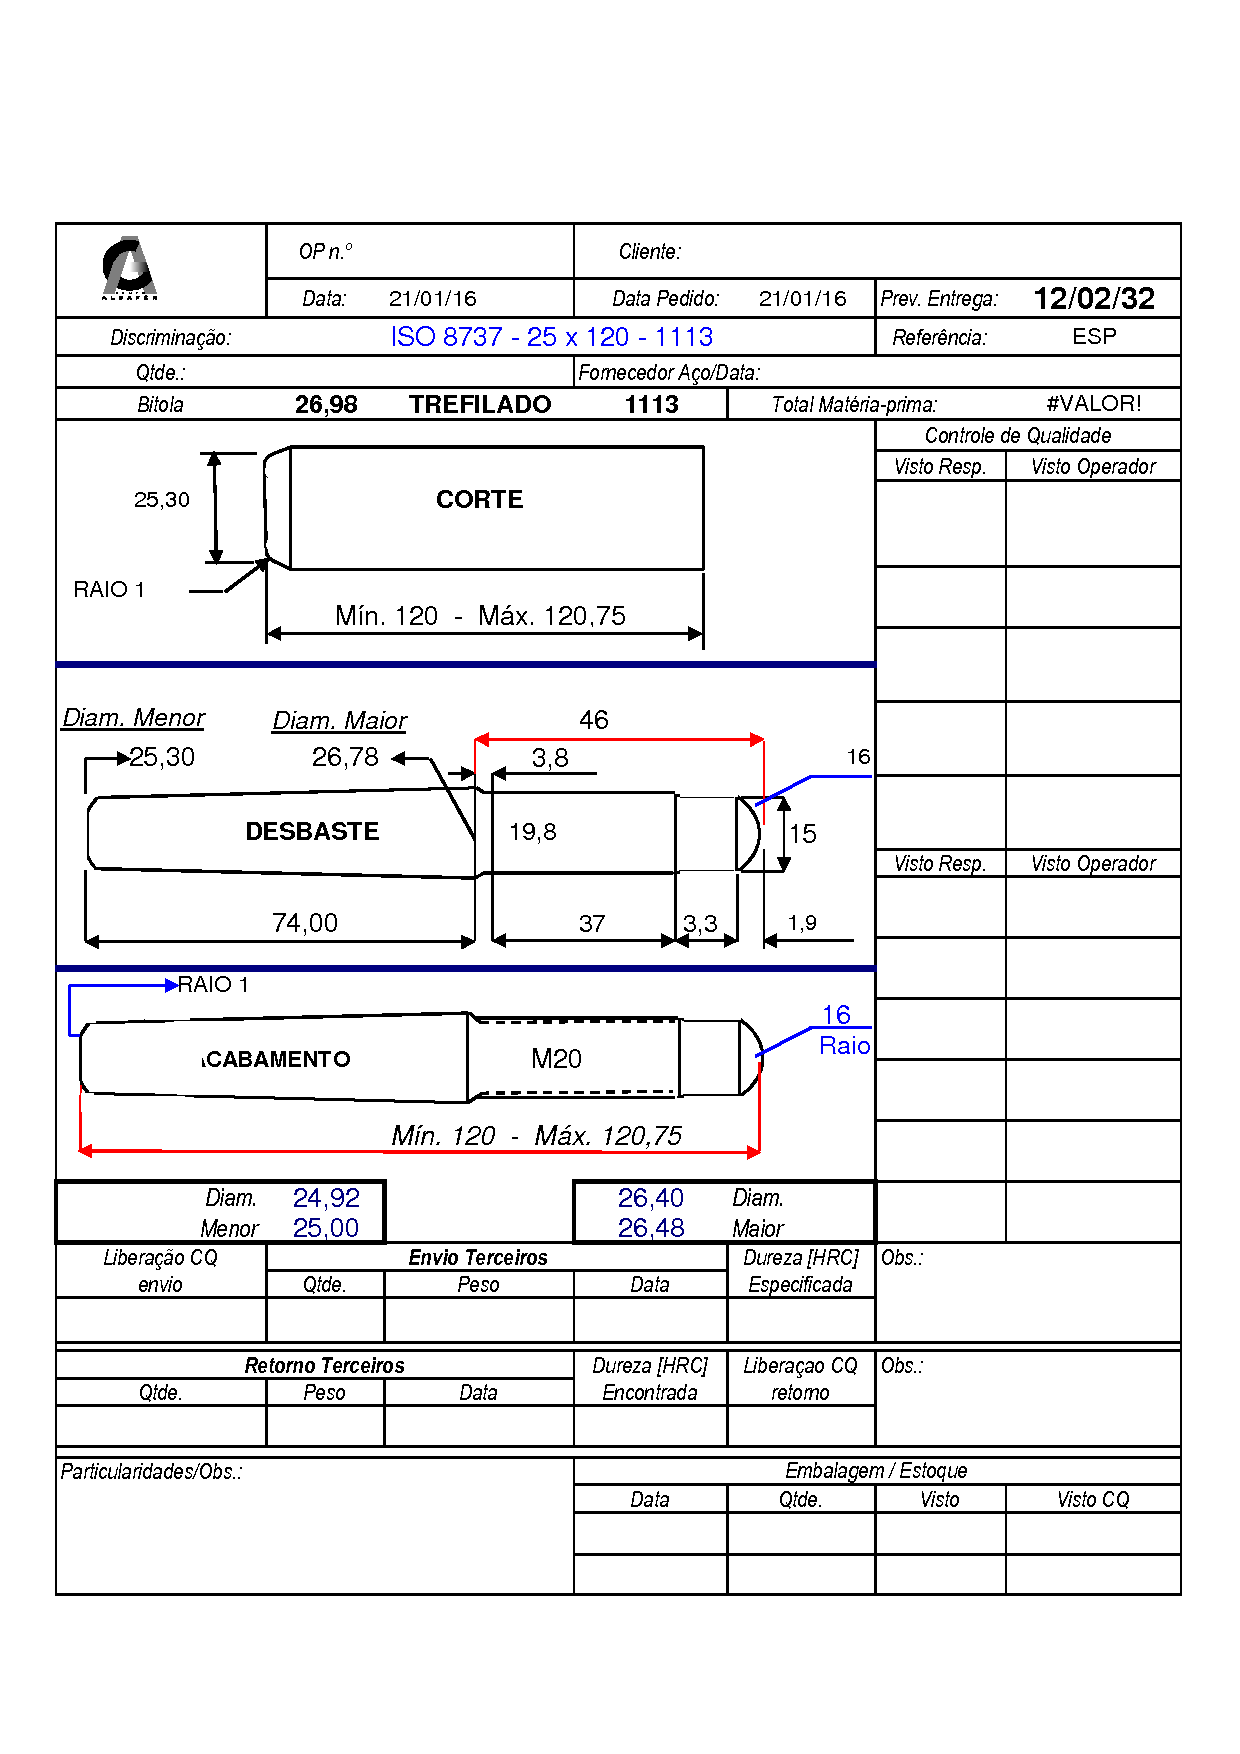 ALBAFER
OP n.º Cliente:
Data: 21/01/16 Data Pedido: 21/01/16 Prev. Entrega: 12/02/32
Discriminação: ISO 8737 - 25 x 120 - 1113 Referência: ESP
Qtde.: Fornecedor Aço/Data:
Bitola 26,98 TREFILADO 1113 Total Matéria-prima: #VALOR!
Controle de Qualidade
Visto Resp. Visto Operador
25,30 CORTE
RAIO 1
Mín. 120 - Máx. 120,75
Diam. Menor Diam. Maior 46
25,30 26,78 3,8 16
DESBASTE 19,8 15
Visto Resp. Visto Operador
74,00 37 3,3 1,9
RAIO 1
16
Raio
ACABAMENTO M20
Mín. 120 - Máx. 120,75
Diam. 24,92 26,40 Diam.
Menor 25,00 26,48 Maior
Liberação CQ Envio Terceiros Dureza [HRC] Obs.:
envio Qtde. Peso Data Especificada
Retorno Terceiros Dureza [HRC] Liberaçao CQ Obs.:
Qtde. Peso Data Encontrada retorno
Particularidades/Obs.: Embalagem / Estoque
Data Qtde. Visto Visto CQ